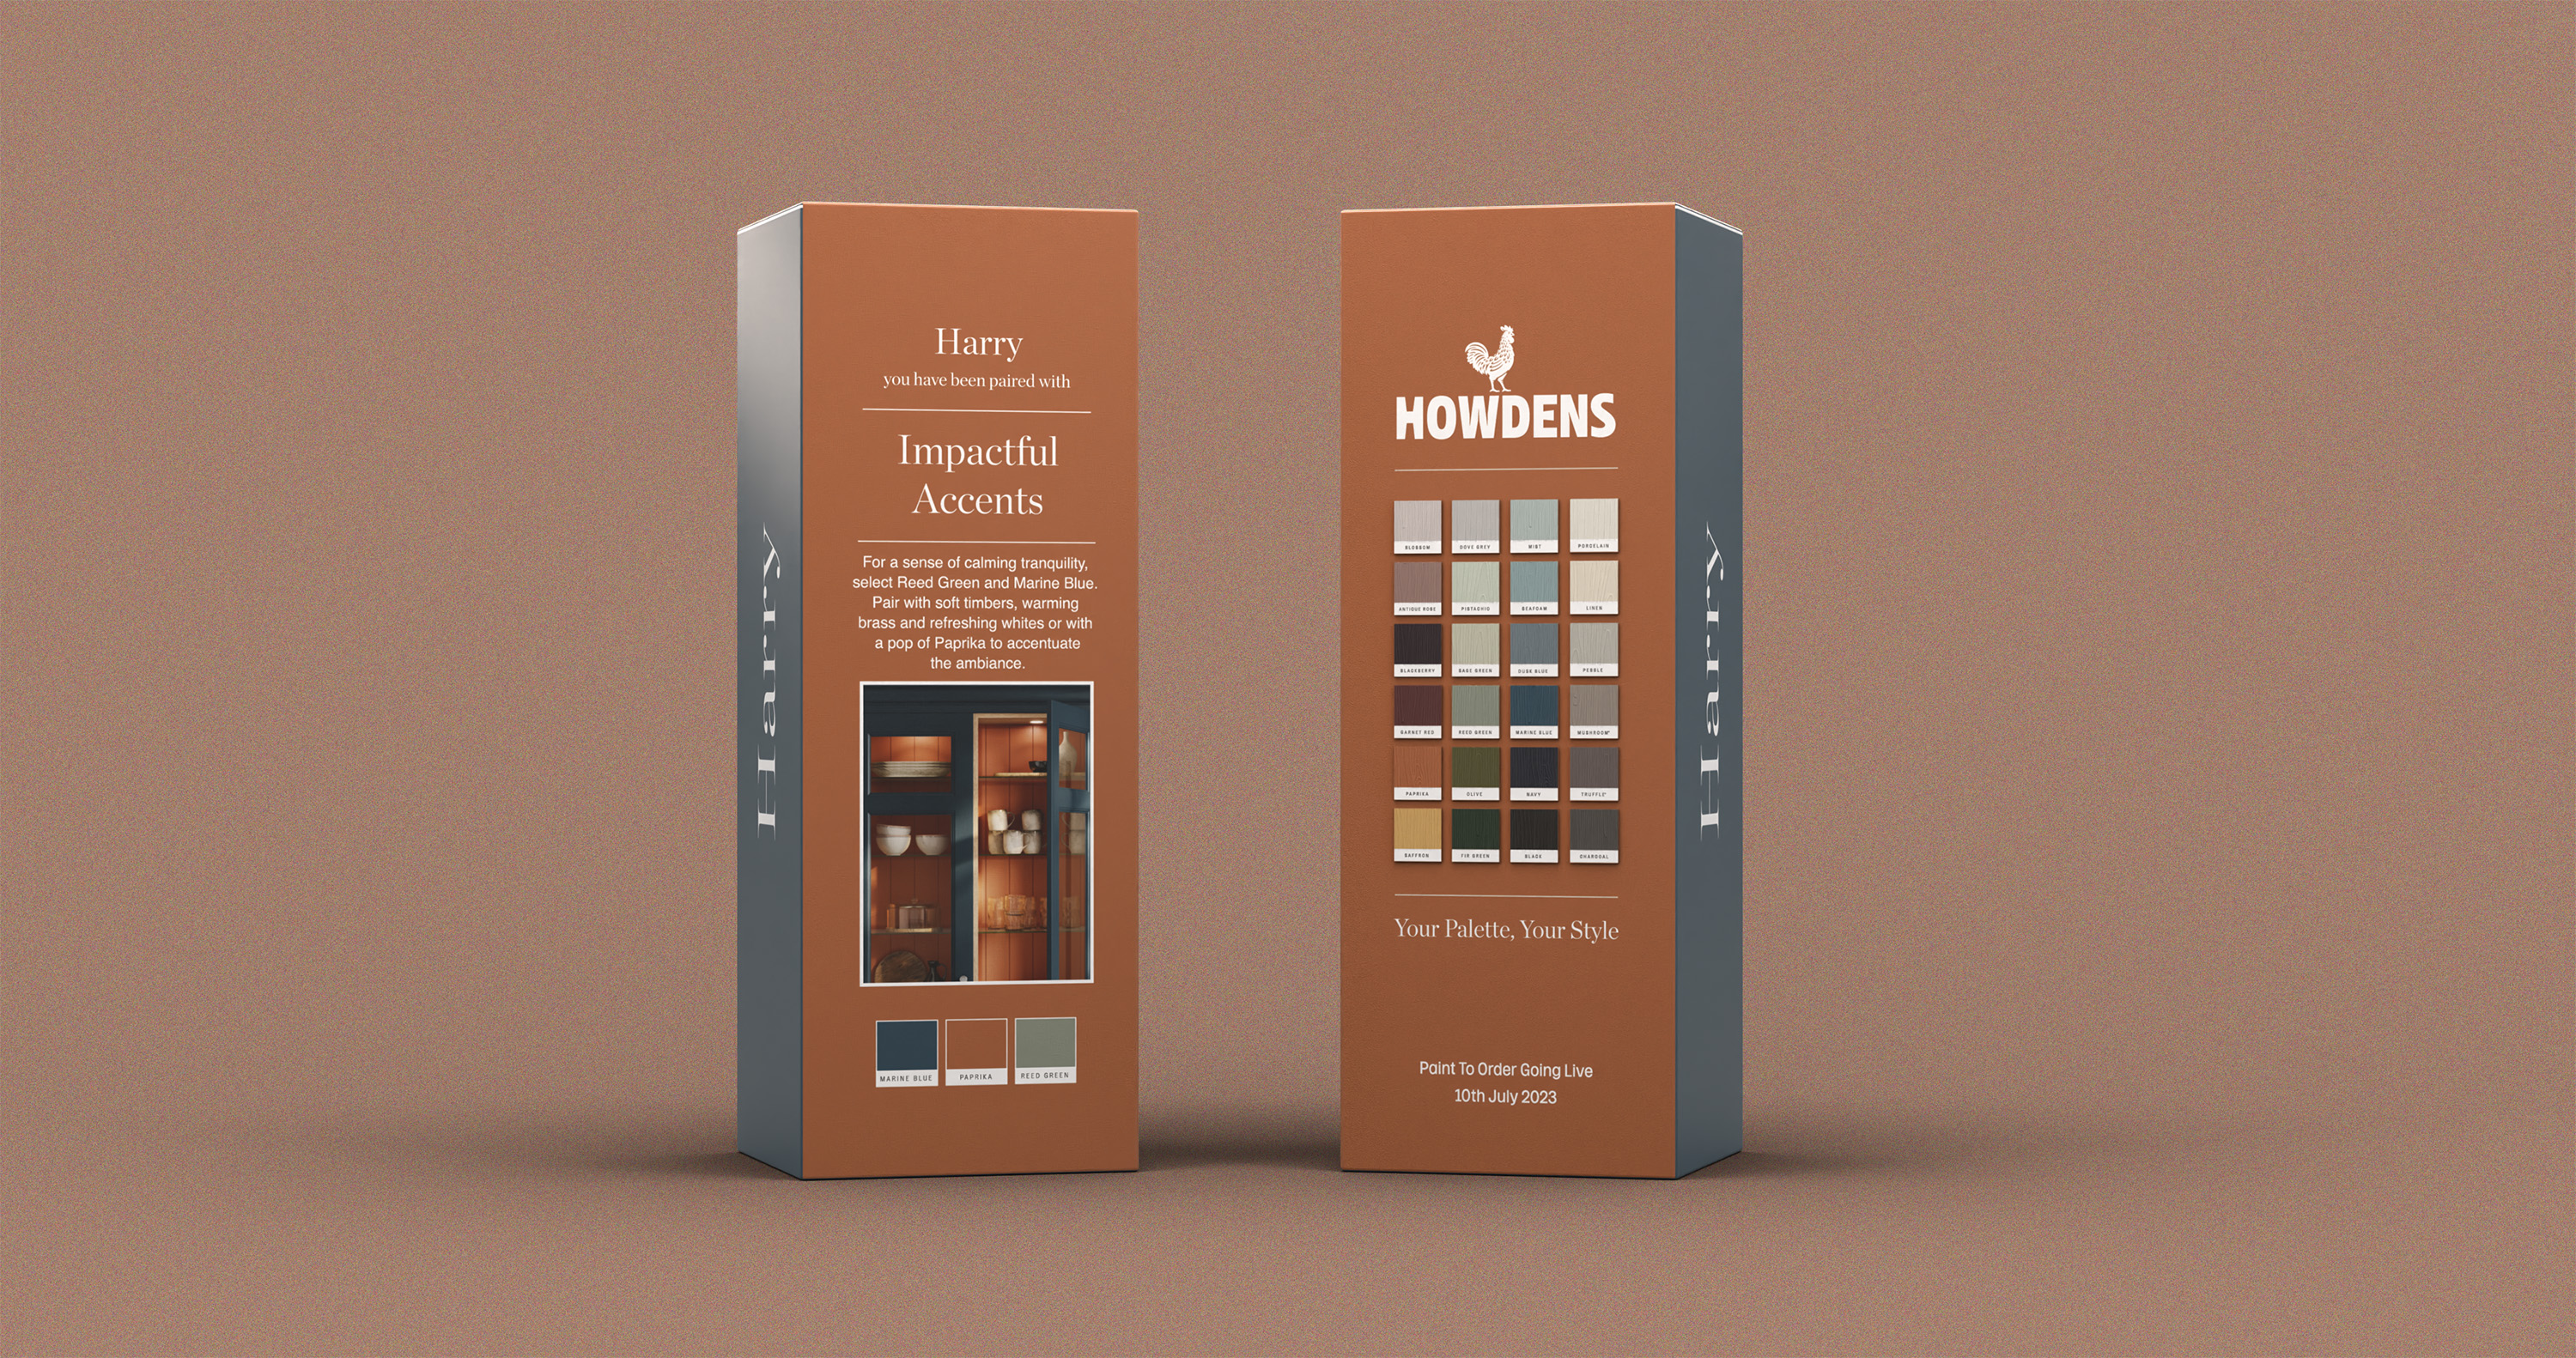 Harry
Harry
you have been paired with
Impactful
Accents
For a sense of calming tranquility,
select Reed Green and Marine Blue.
Pair with soft timbers, warming
brass and refreshing whites or with
a pop of Paprika to accentuate
the ambiance.
MARINE BLUE
PAPRIKA
REED GREEN
HOWDENS
BLOSSOM
DOVE GREY
MIST
PORCELAIN
ANTIQUE ROSE
PISTACHIO
SEAFOAM
LINEN
BLACKBERRY
SAGE GREEN
DUSK BLUE
PEBBLE
GARNET RED
REED GREEN
MARINE BLUE
MUSHROOM*
PAPRIKA
OLIVE
NAVY
TRUFFLE*
SAFFRON
FIR GREEN
BLACK
CHARCOAL
Your Palette, Your Style
Paint To Order Going Live
10th July 2023
Harry